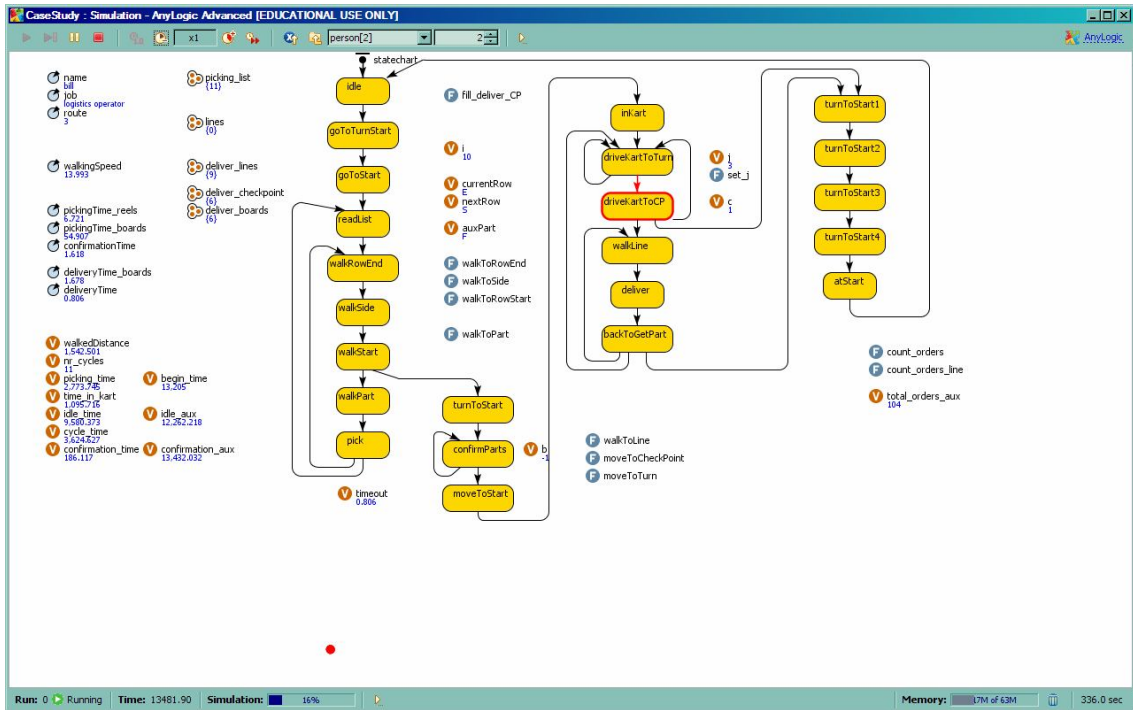 CaseStudy : Simulation - AnyLogic Advanced [EDUCATIONAL USE ONLY]
x1
person[2]
2
AnyLogic
name
bill
job
logistics operator
route
3
walkingSpeed
13.993
pickingTime_reels
6.721
pickingTime_boards
54.907
confirmationTime
1.618
deliveryTime_boards
1.678
deliveryTime
0.806
picking_list
{11}
lines
{0}
deliver_lines
{9}
deliver_checkpoint
{6}
deliver_boards
{6}
walkedDistance
1,542.501
nr_cycles
11
picking_time
2,773.745
time_in_kart
1,095.716
idle_time
9,580.373
cycle_time
3,624.627
confirmation_time
186.117
begin_time
13,205
idle_aux
12,262.218
confirmation_aux
13,432.032
statechart
idle
goToTurnStart
goToStart
readList
walkRowEnd
walkSide
walkStart
walkPart
pick
timeout
0.806
fill_deliver_CP
i
10
currentRow
E
nextRow
S
auxPart
F
walkToRowEnd
walkToSide
walkToRowStart
walkToPart
turnToStart
confirmParts
moveToStart
b
-1
inKart
driveKartToTurn
driveKartToCP
walkLine
deliver
backToGetPart
j
3
set_j
c
1
walkToLine
moveToCheckPoint
moveToTurn
turnToStart1
turnToStart2
turnToStart3
turnToStart4
atStart
count_orders
count_orders_line
total_orders_aux
104
Run: 0 Running Time: 13481.90 Simulation: 16% Memory: 17M of 63M 336.0 sec